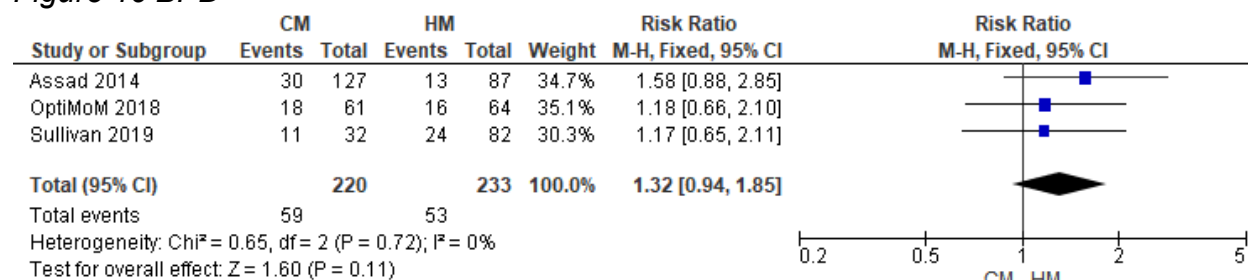 CM HM Risk Ratio Risk Ratio
Study or Subgroup Events Total Events Total Weight M-H, Fixed, 95% CI M-H, Fixed, 95% CI
Assad 2014 30 127 13 87 34.7% 1.58 [0.88, 2.85]
OptiMoM 2018 18 61 16 64 35.1% 1.18 [0.66, 2.10]
Sullivan 2019 11 32 24 82 30.3% 1.17 [0.65, 2.11]
Total (95% CI) 220 233 100.0% 1.32 [0.94, 1.85]
Total events 59 53
Heterogeneity: Chi² = 0.65, df = 2 (P = 0.72); I² = 0%
Test for overall effect: Z = 1.60 (P = 0.11)
0.2 0.5 1 2 5
CM HM